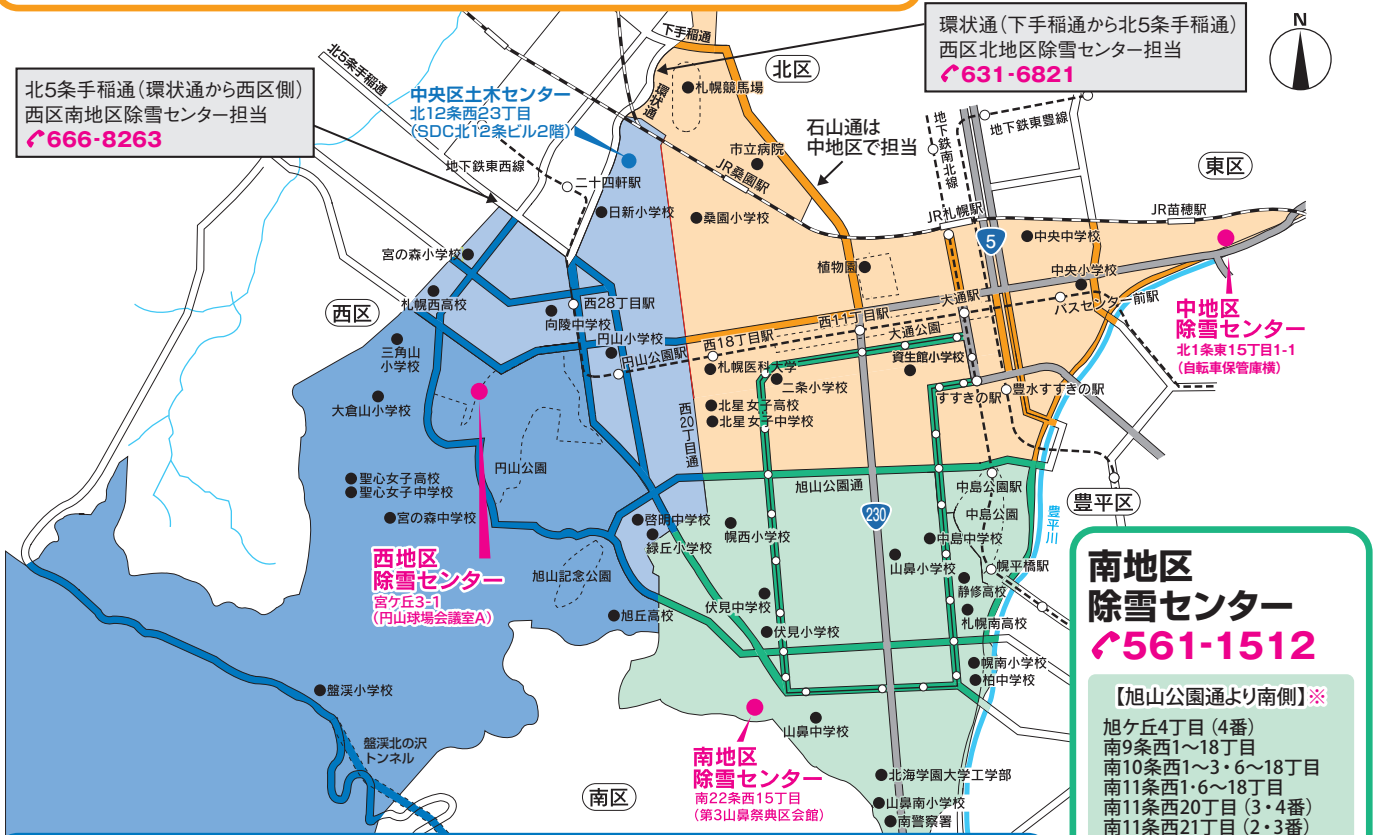 環状通(下手稲通から北5条手稲通)
西区北地区除雪センター担当
631-6821
N
北5条手稲通(環状通から西区側)
西区南地区除雪センター担当
666-8263
下手稲通
北5条手稲通
環状通
北区
札幌競馬場
中央区土木センター
北12条西23丁目
(SDC北12条ビル2階)
石山通は
中地区で担当
市立病院
JR桑園駅
地下鉄南北線
地下鉄東豊線
東区
地下鉄東西線
二十四軒駅
日新小学校
桑園小学校
JR札幌駅
JR苗穂駅
5
中央中学校
宮の森小学校
植物園
中央小学校
札幌西高校
西28丁目駅
大通駅
バスセンター前駅
西区
向陵中学校
円山小学校
西18丁目駅
西11丁目駅
大通公園
中地区
除雪センター
北1条東15丁目1-1
(自転車保管庫横)
三角山
小学校
円山公園駅
札幌医科大学
資生館小学校
二条小学校
大倉山小学校
北星女子高校
北星女子中学校
すすきの駅
豊水すすきの駅
西20丁目通
円山公園
聖心女子高校
聖心女子中学校
旭山公園通
中島公園駅
豊平区
宮の森中学校
啓明中学校
幌西小学校
230
中島公園
豊平川
緑丘小学校
中島中学校
西地区
除雪センター
宮ケ丘3-1
(円山球場会議室A)
旭山記念公園
山鼻小学校
幌平橋駅
静修高校
伏見中学校
旭丘高校
札幌南高校
伏見小学校
幌南小学校
柏中学校
盤渓小学校
山鼻中学校
盤渓北の沢
トンネル
南地区
除雪センター
南22条西15丁目
(第3山鼻祭典区会館)
南区
北海学園大学工学部
山鼻南小学校
南警察署
南地区
除雪センター
561-1512
【旭山公園通より南側】※
旭ケ丘4丁目(4番)
南9条西1〜18丁目
南10条西1〜3・6〜18丁目
南11条西1・6〜18丁目
南11条西20丁目(3・4番)
南11条西21丁目(2・3番)